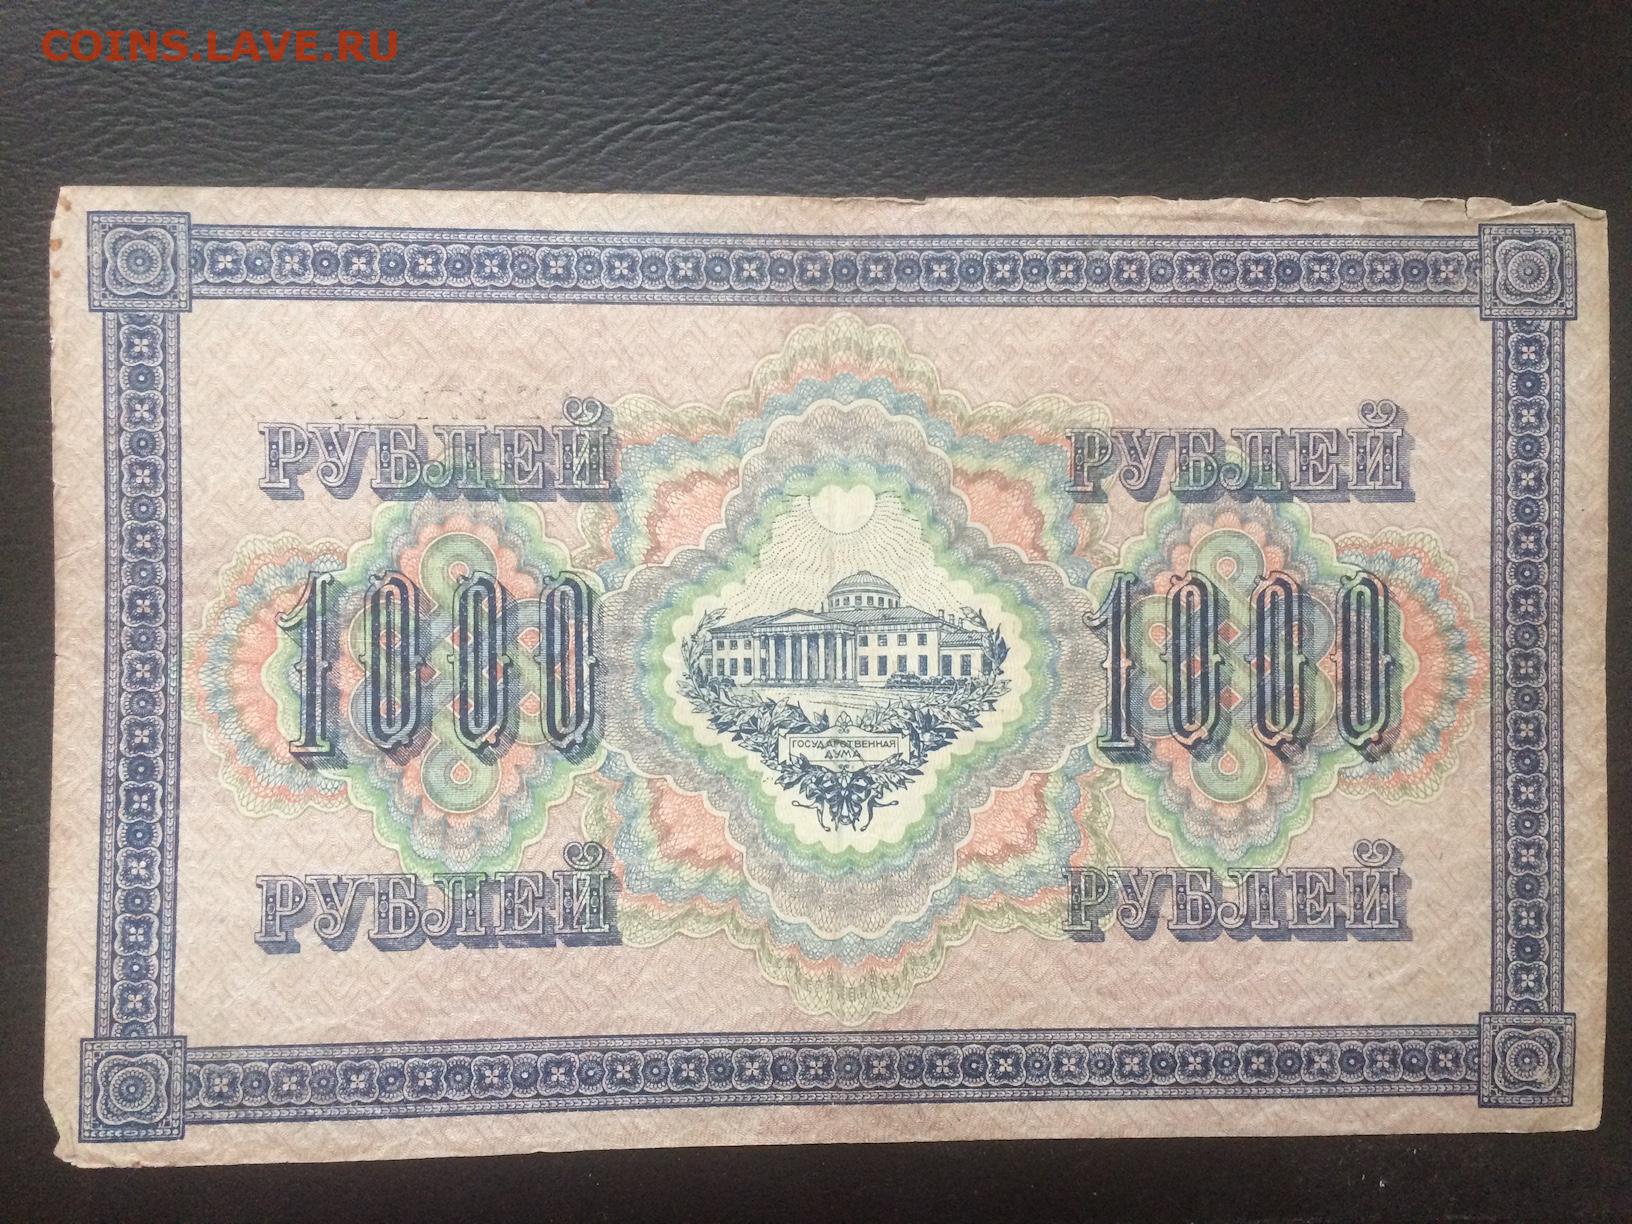 COINS.LAVE.RU
РУБЛЕЙ РУБЛЕЙ
1000 1000
ГОСУДАРСТВЕННАЯ
ДУМА
РУБЛЕЙ РУБЛЕЙ